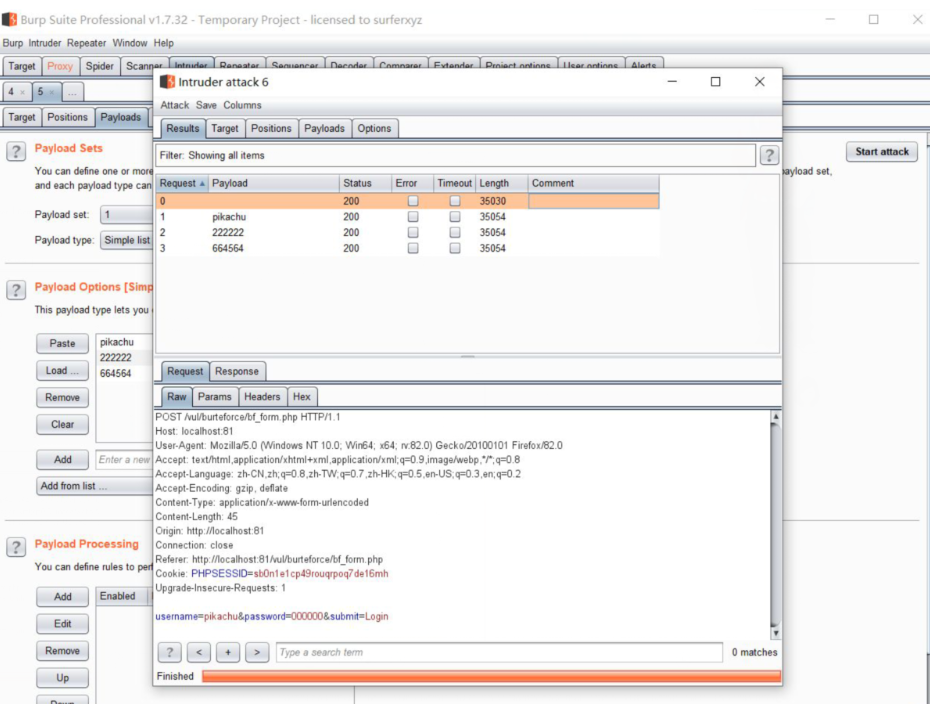 Burp Suite Professional v1.7.32 - Temporary Project - licensed to surferxyz
Burp Intruder Repeater Window Help
Target Proxy Spider Scanner Intruder Repeater Sequencer Decoder Comparer Extender Project options User options Alerts
4 × 5 × ...
Target Positions Payloads
Intruder attack 6
Attack Save Columns
Results Target Positions Payloads Options
Filter: Showing all items
?
Request Payload Status Error Timeout Length Comment
0 200 35030
1 pikachu 200 35054
2 222222 200 35054
3 664564 200 35054
Request Response
Raw Params Headers Hex
POST /vul/burteforce/bf_form.php HTTP/1.1
Host: localhost:81
User-Agent: Mozilla/5.0 (Windows NT 10.0; Win64; x64; rv:82.0) Gecko/20100101 Firefox/82.0
Accept: text/html,application/xhtml+xml,application/xml;q=0.9,image/webp,*/*;q=0.8
Accept-Language: zh-CN,zh;q=0.8,zh-TW;q=0.7,zh-HK;q=0.5,en-US;q=0.3,en;q=0.2
Accept-Encoding: gzip, deflate
Content-Type: application/x-www-form-urlencoded
Content-Length: 45
Origin: http://localhost:81
Connection: close
Referer: http://localhost:81/vul/burteforce/bf_form.php
Cookie: PHPSESSID=sb0n1e1cp49rouqrpoq7de16mh
Upgrade-Insecure-Requests: 1
username=pikachu&password=000000&submit=Login
? < + > Type a search term 0 matches
Finished
? Payload Sets
Start attack
You can define one or more
ayload set,
and each payload type can
Payload set: 1
Payload type: Simple list
? Payload Options [Simp
This payload type lets you
Paste
Load ...
Remove
Clear
pikachu
222222
664564
Add Enter a new
Add from list ...
? Payload Processing
You can define rules to perf
Add Enabled
Edit
Remove
Up
Down